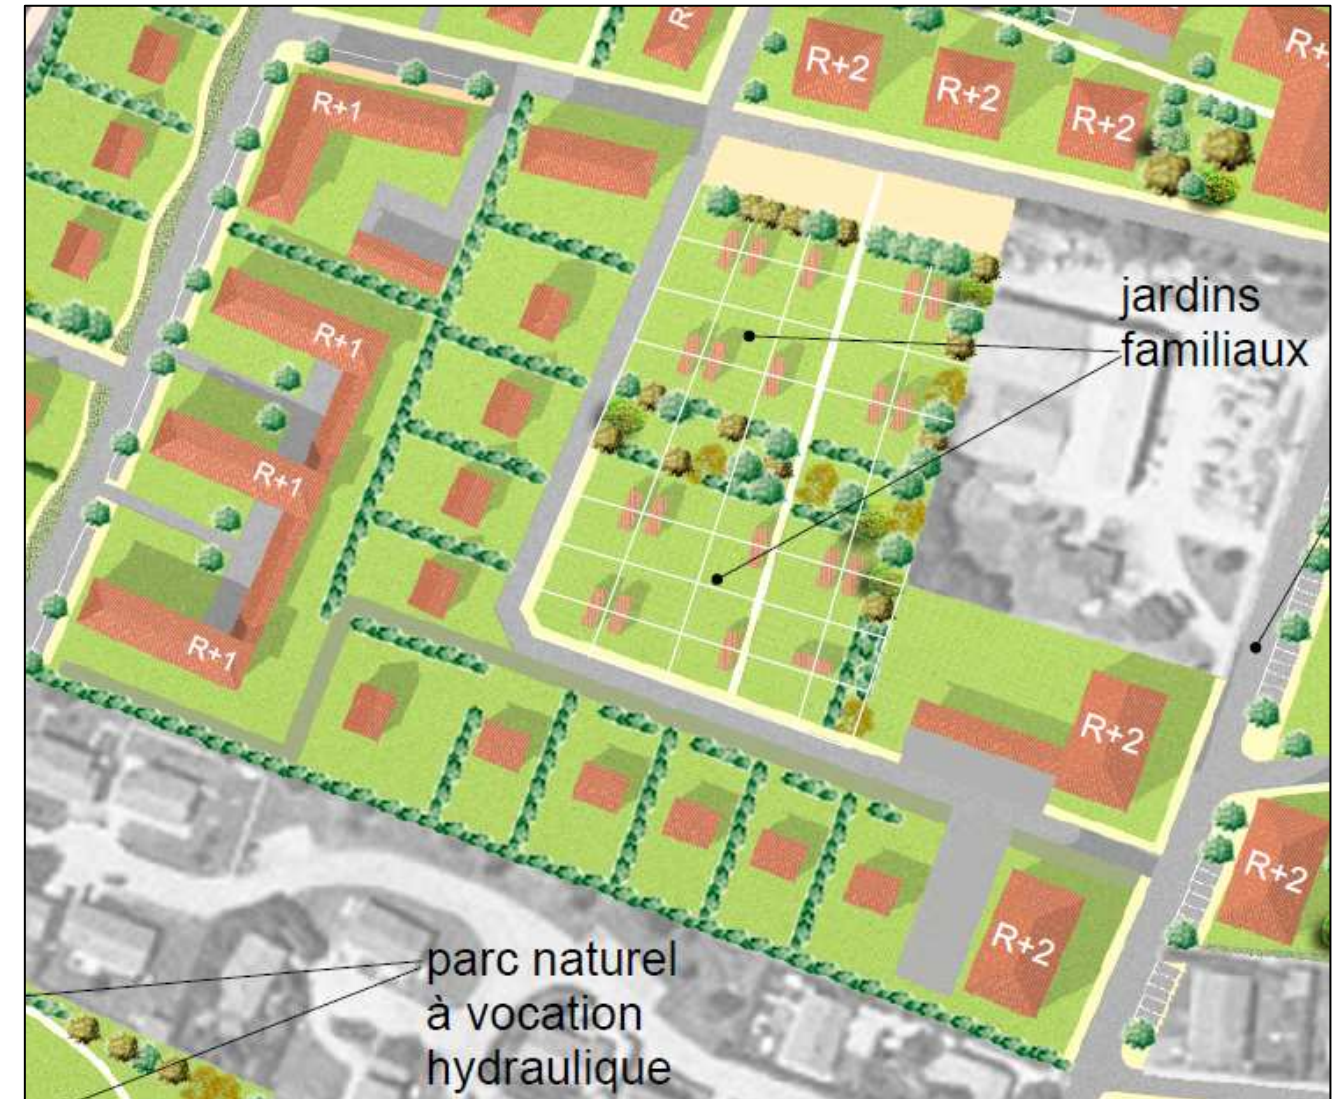 R
R+2
R+2
R+2
R+
R+1
jardins
familiaux
R+1
R+1
R+1
R+2
R+2
R+2
parc naturel
à vocation
hydraulique